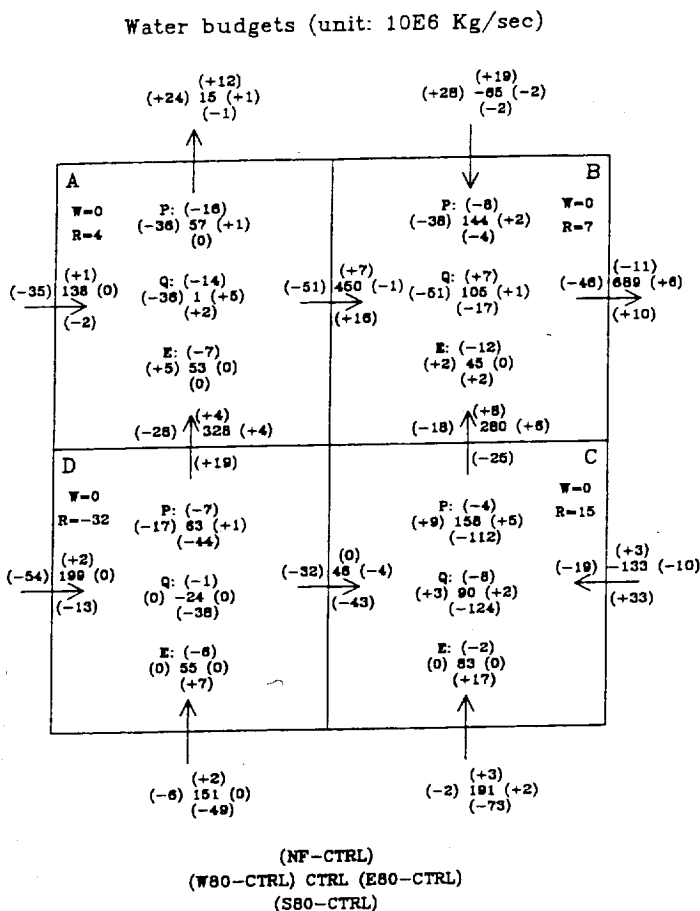 Water budgets (unit: 10E6 Kg/sec)
(+12)
(+24) 15 (+1)
(-1)
(+19)
(+28) -65 (-2)
(-2)
A
W=0
R=4
P: (-16)
(-36) 57 (+1)
(0)
Q: (-14)
(-36) 1 (+5)
(+2)
E: (-7)
(+5) 53 (0)
(0)
(+1)
(-35) 138 (0)
(-2)
(+7)
(-51) 450 (-1)
(+16)
B
W=0
R=7
P: (-8)
(-38) 144 (+2)
(-4)
Q: (+7)
(-51) 105 (+1)
(-17)
E: (-12)
(+2) 45 (0)
(+2)
(-11)
(-46) 689 (+6)
(+10)
(+4)
(-28) 328 (+4)
(+19)
(+8)
(-18) 280 (+6)
(-25)
D
W=0
R=-32
P: (-7)
(-17) 63 (+1)
(-44)
Q: (-1)
(0) -24 (0)
(-38)
E: (-6)
(0) 55 (0)
(+7)
(+2)
(-54) 199 (0)
(-13)
(0)
(-32) 48 (-4)
(-43)
C
W=0
R=15
P: (-4)
(+9) 158 (+5)
(-112)
Q: (-8)
(+3) 90 (+2)
(-124)
E: (-2)
(0) 83 (0)
(+17)
(+3)
(-19) -133 (-10)
(+33)
(+2)
(-6) 151 (0)
(-49)
(+3)
(-2) 191 (+2)
(-73)
(NF-CTRL)
(W80-CTRL) CTRL (E80-CTRL)
(S80-CTRL)